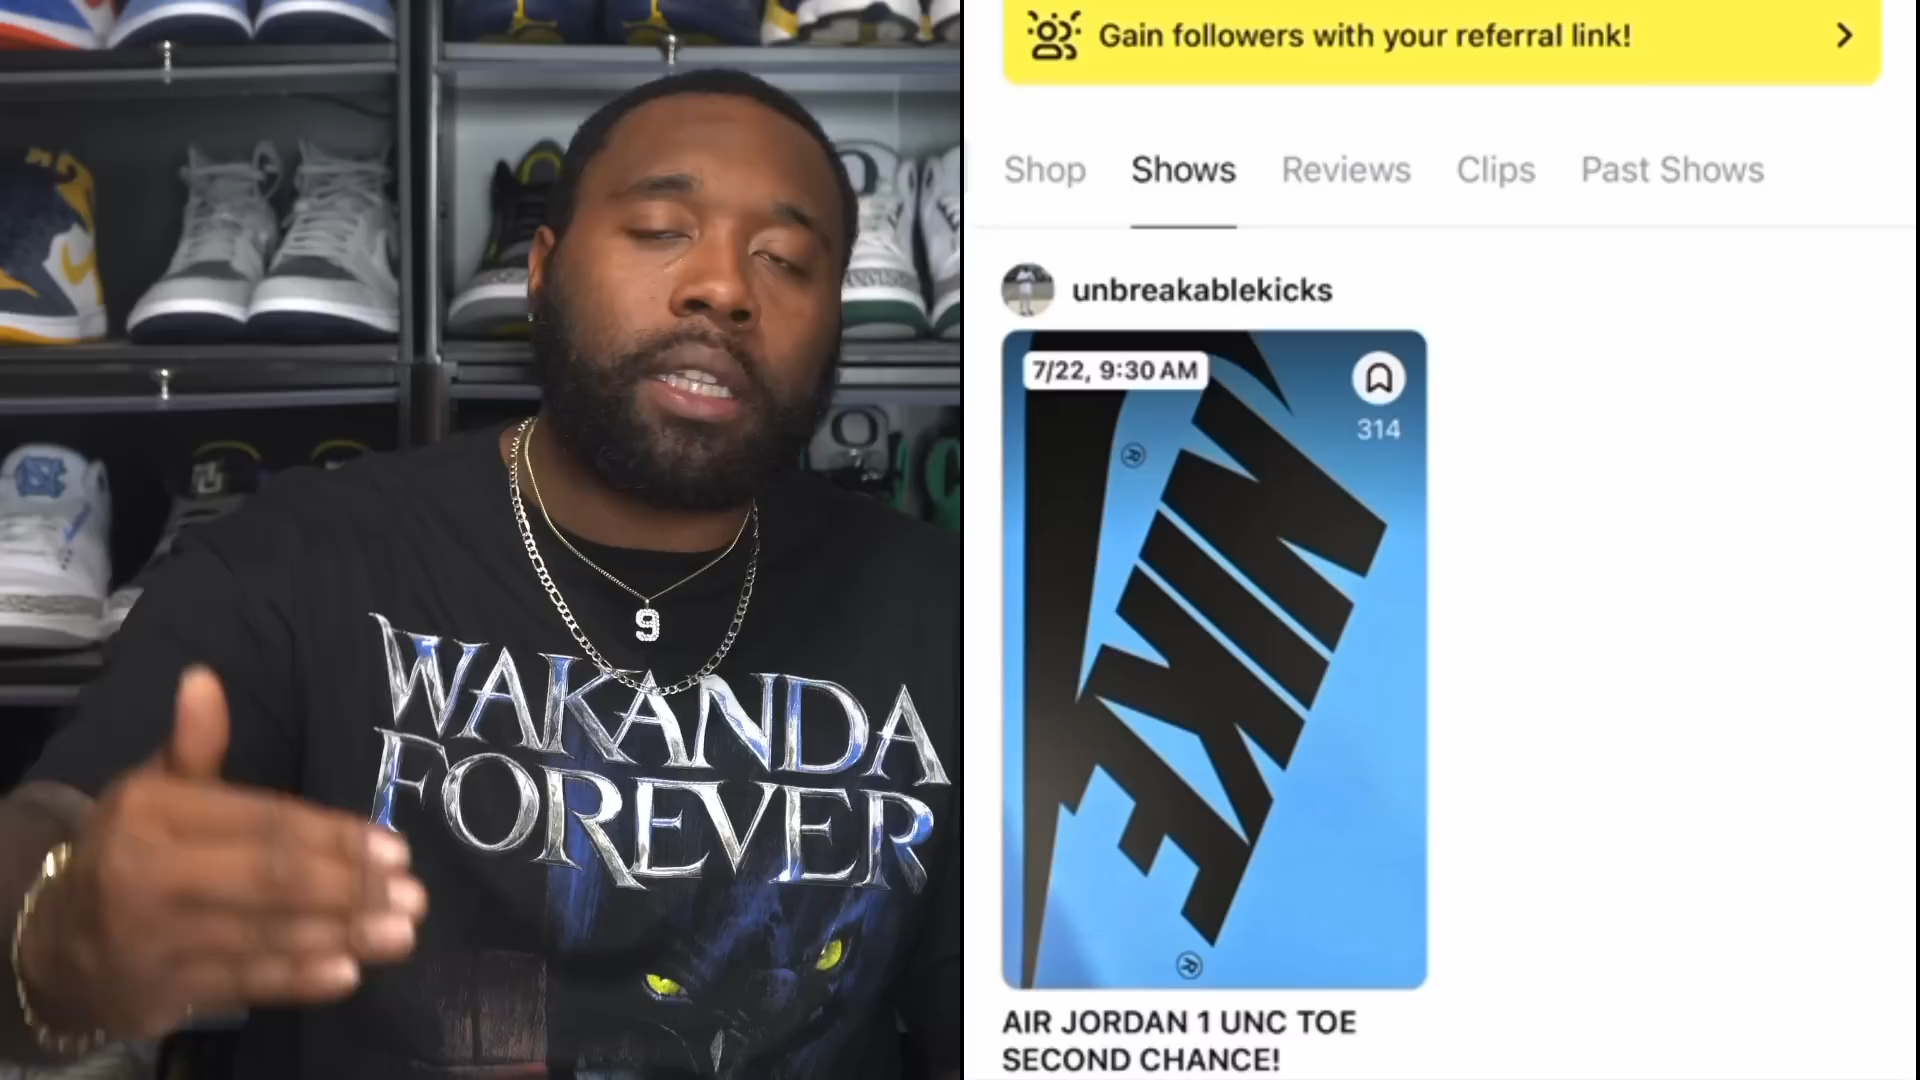 WAKANDA
FOREVER
9
Gain followers with your referral link!
Shop Shows Reviews Clips Past Shows
unbreakablekicks
7/22, 9:30 AM
314
NIKE
®
®
AIR JORDAN 1 UNC TOE
SECOND CHANCE!